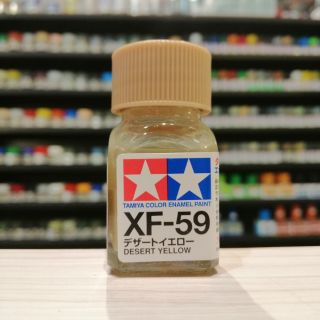 TAMIYA COLOR ENAMEL PAINT
XF-59
デザートイエロー
DESERT YELLOW